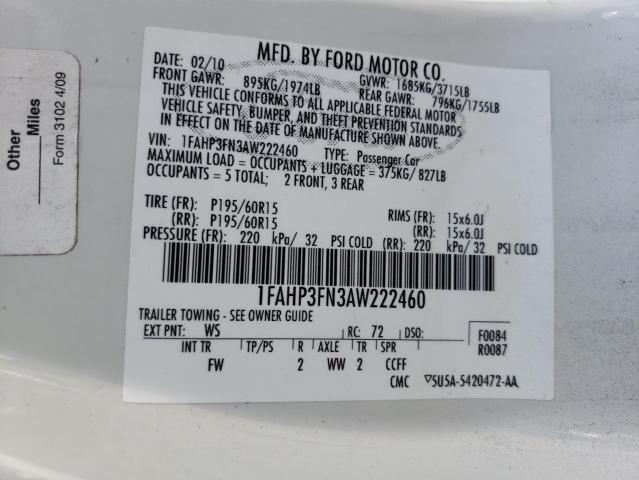 Other
Miles
Form 3102 4/09
MFD. BY FORD MOTOR CO.
DATE: 02/10 GVWR: 1685KG/3715LB
FRONT GAWR: 895KG/1974LB REAR GAWR: 796KG/1755LB
THIS VEHICLE CONFORMS TO ALL APPLICABLE FEDERAL MOTOR
VEHICLE SAFETY, BUMPER, AND THEFT PREVENTION STANDARDS
IN EFFECT ON THE DATE OF MANUFACTURE SHOWN ABOVE.
VIN: 1FAHP3FN3AW222460 TYPE: Passenger Car
MAXIMUM LOAD = OCCUPANTS + LUGGAGE = 375KG/827LB
OCCUPANTS = 5 TOTAL; 2 FRONT, 3 REAR
TIRE (FR): P195/60R15 RIMS (FR): 15x6.0J
(RR): P195/60R15 (RR): 15x6.0J
PRESSURE (FR): 220 kPa/ 32 PSI COLD (RR): 220 kPa/ 32 PSI COLD
1FAHP3FN3AW222460
TRAILER TOWING - SEE OWNER GUIDE
EXT PNT: WS RC: 72 DSO: F0084
INT TR TP/PS R AXLE TR SPR R0087
FW 2 WW 2 CCFF
CMC ▽5U5A-5420472-AA